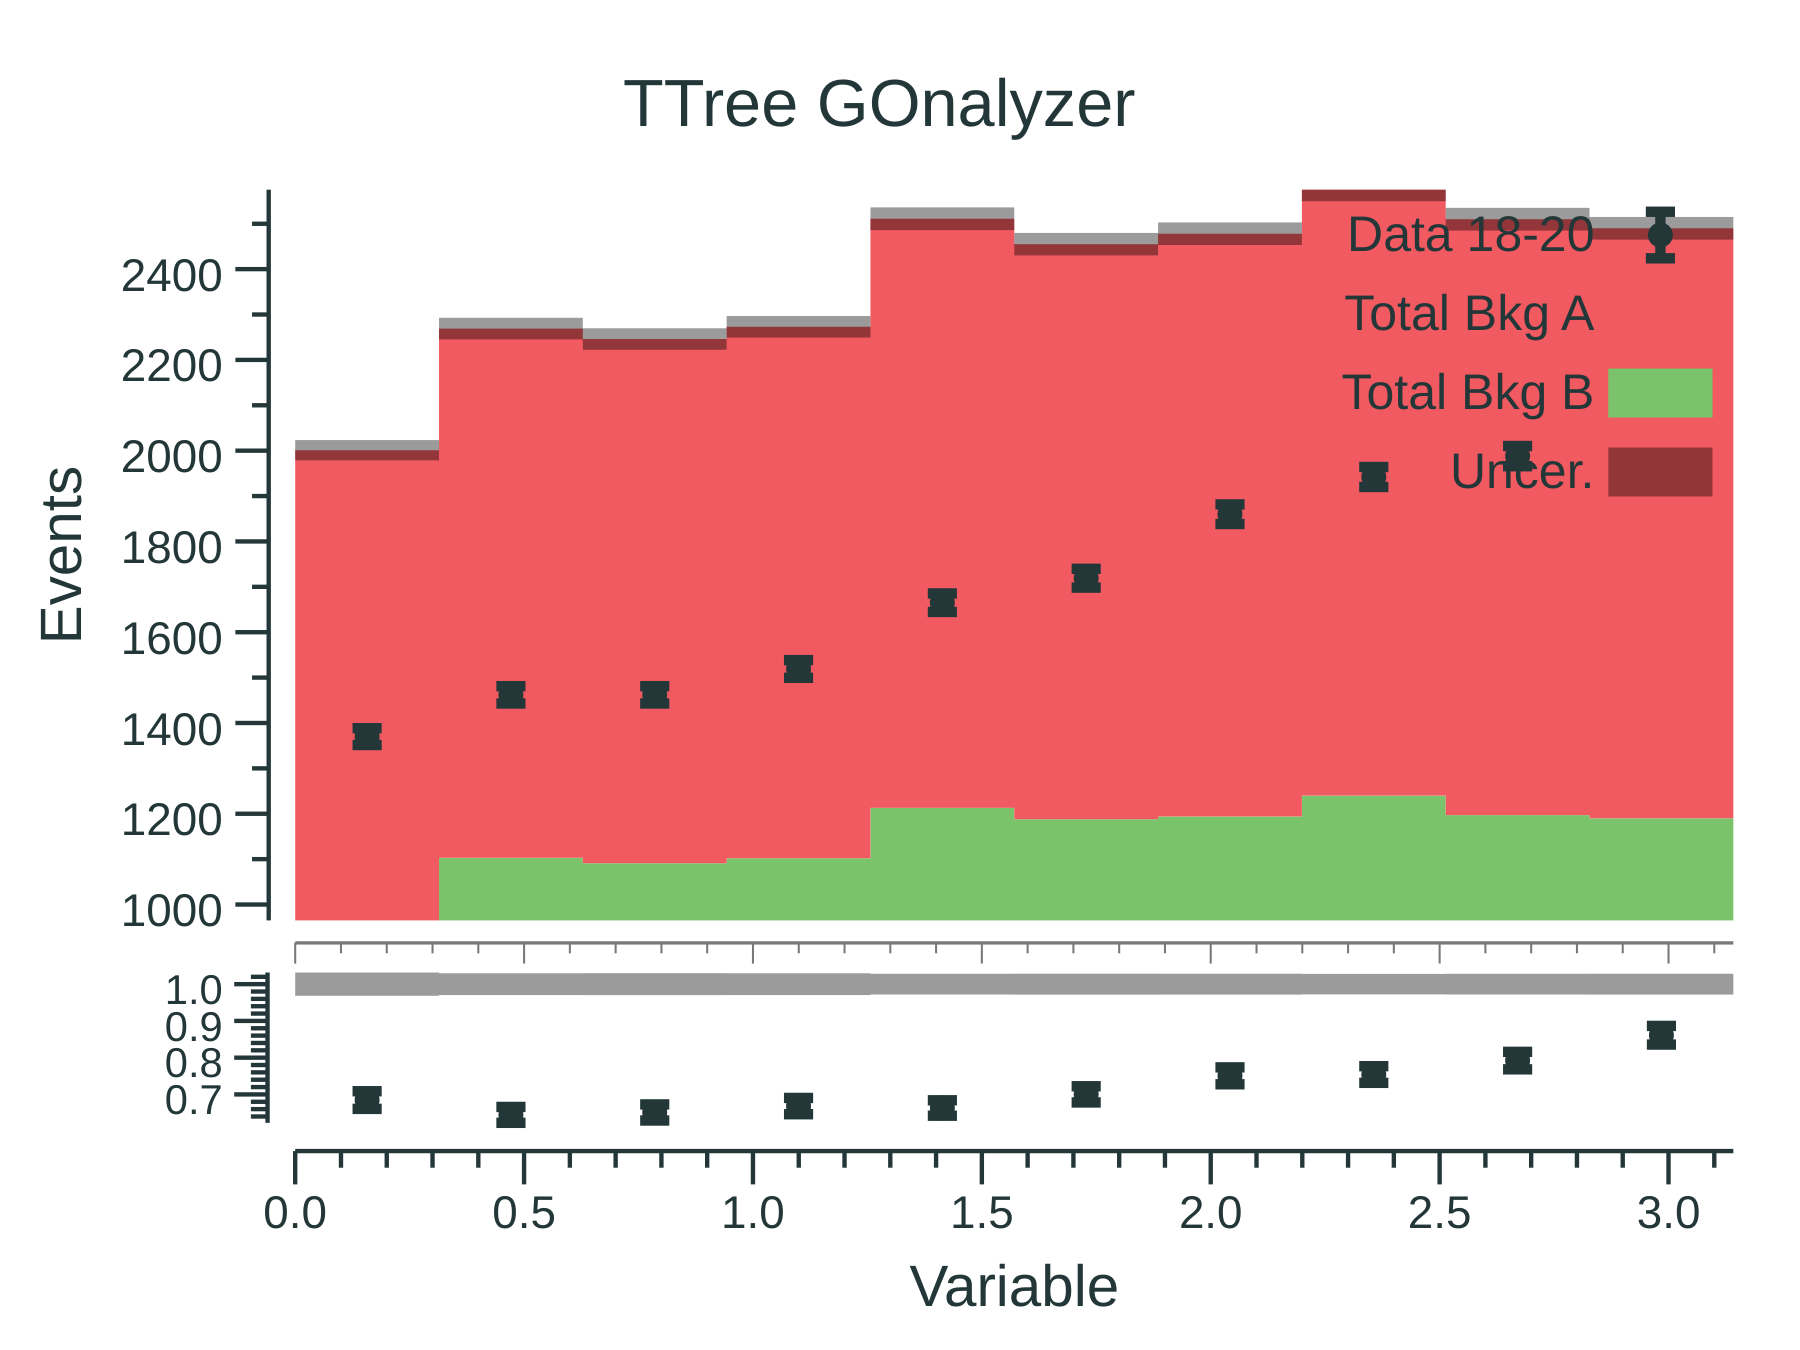 TTree GOnalyzer
Events
2400
2200
2000
1800
1600
1400
1200
1000
Data 18-20
Total Bkg A
Total Bkg B
Uncer.
1.0
0.9
0.8
0.7
0.0 0.5 1.0 1.5 2.0 2.5 3.0
Variable